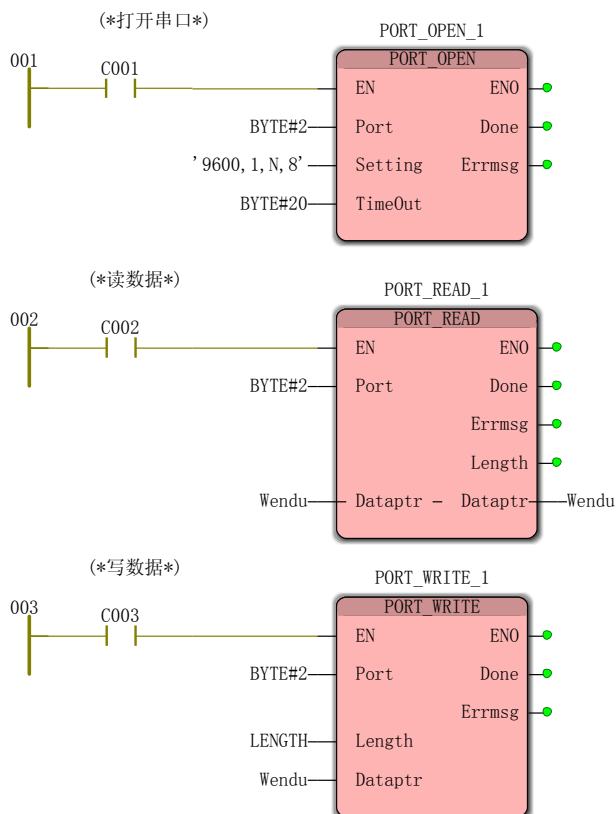 (*打开串口*)
PORT_OPEN_1
001
C001
PORT_OPEN
EN ENO
BYTE#2 Port Done
'9600,1,N,8' Setting Errmsg
BYTE#20 TimeOut
(*读数据*)
PORT_READ_1
002
C002
PORT_READ
EN ENO
BYTE#2 Port Done
Errmsg
Length
Wendu Dataptr — Dataptr Wendu
(*写数据*)
PORT_WRITE_1
003
C003
PORT_WRITE
EN ENO
BYTE#2 Port Done
Errmsg
LENGTH Length
Wendu Dataptr